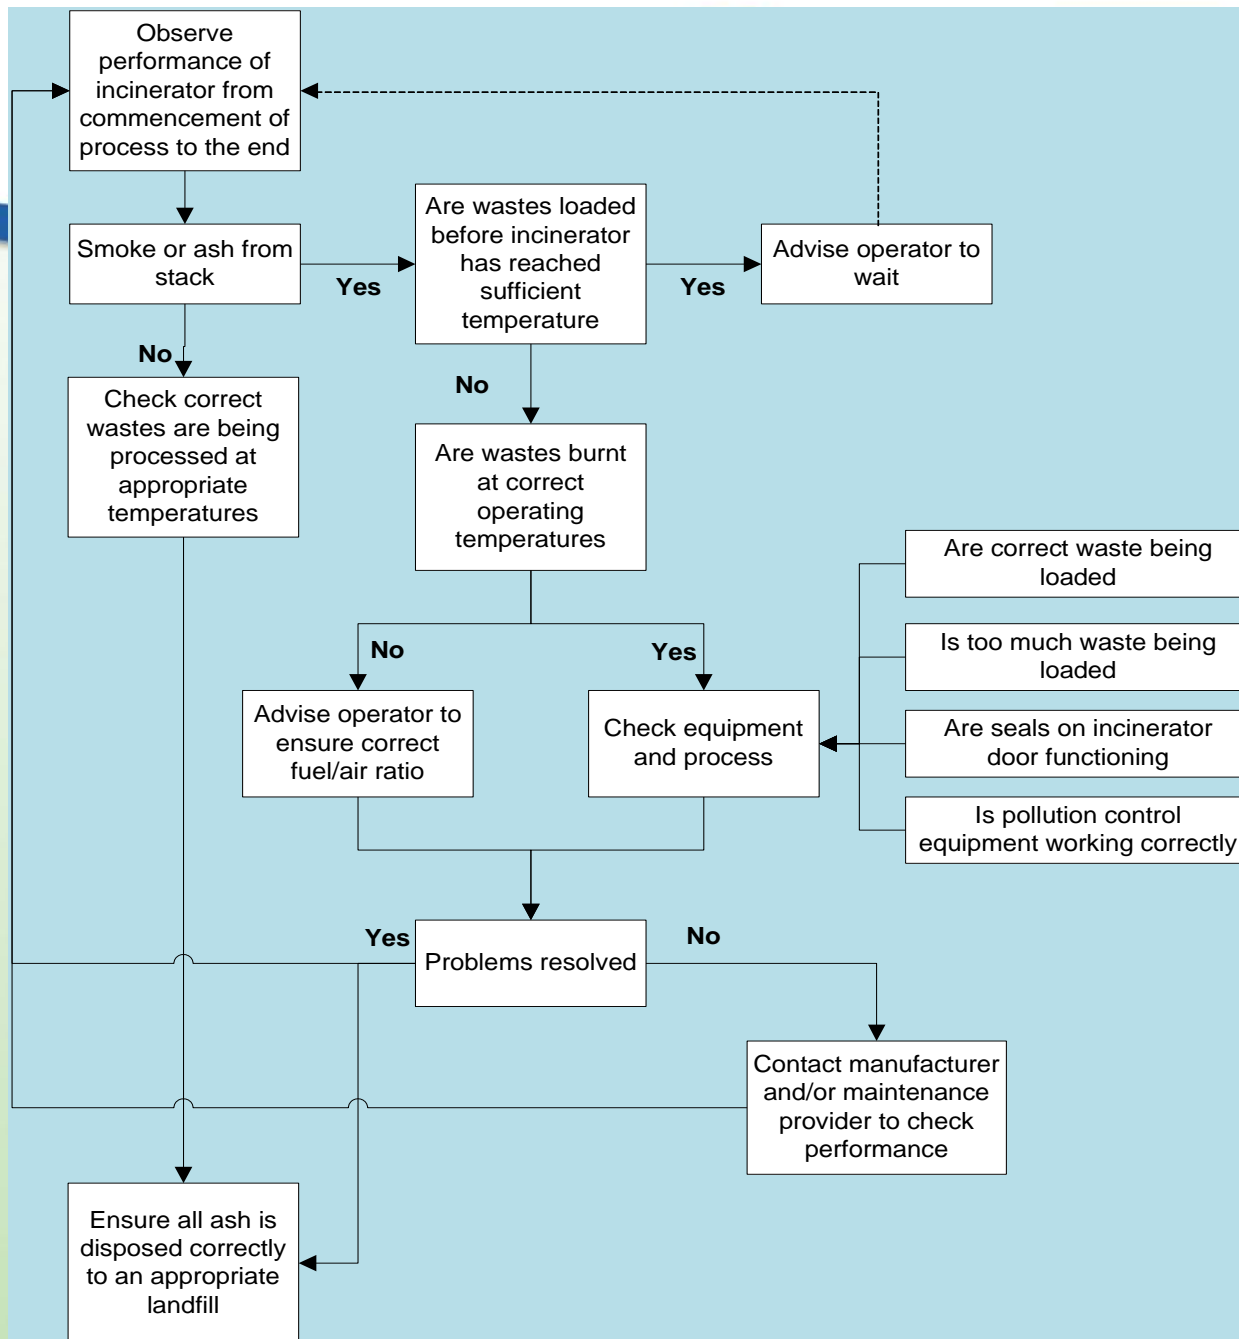 Observe
performance of
incinerator from
commencement of
process to the end
Smoke or ash from
stack
Yes
Are wastes loaded
before incinerator
has reached
sufficient
temperature
Yes
Advise operator to
wait
No
Check correct
wastes are being
processed at
appropriate
temperatures
No
Are wastes burnt
at correct
operating
temperatures
Are correct waste being
loaded
Is too much waste being
loaded
Are seals on incinerator
door functioning
Is pollution control
equipment working correctly
No
Yes
Advise operator to
ensure correct
fuel/air ratio
Check equipment
and process
Yes
Problems resolved
No
Contact manufacturer
and/or maintenance
provider to check
performance
Ensure all ash is
disposed correctly
to an appropriate
landfill